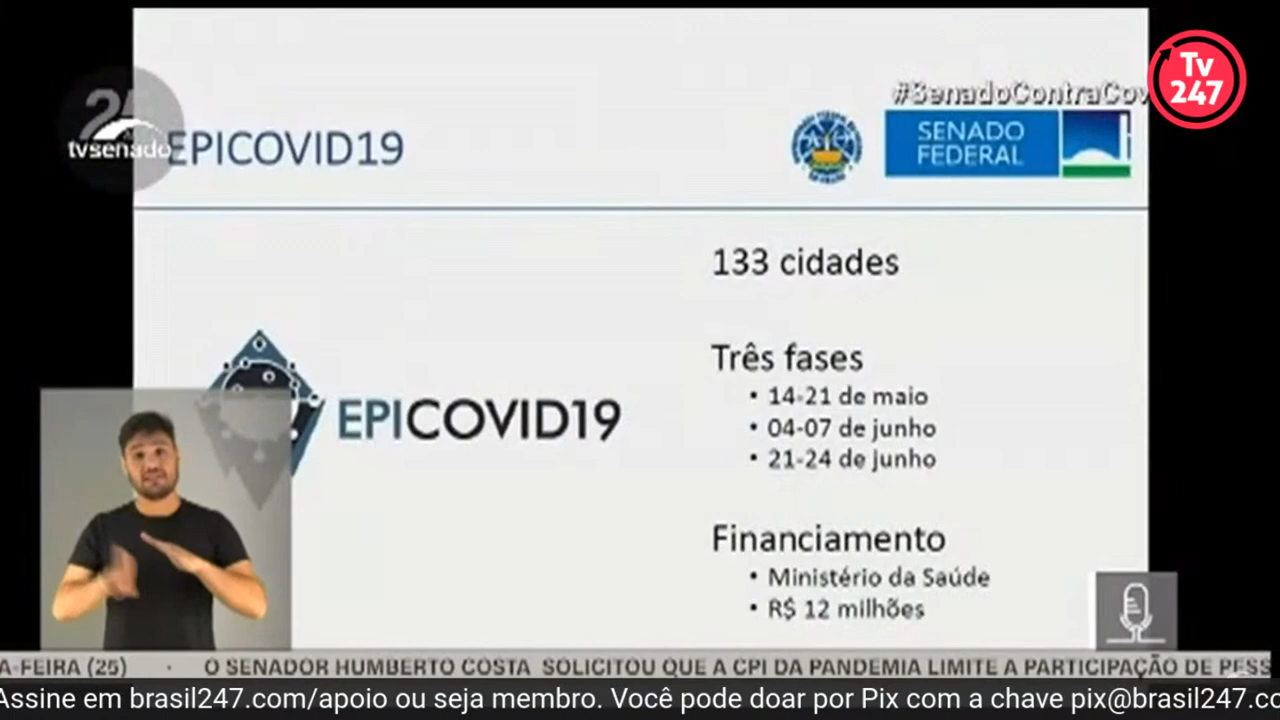 #SenadoContraCov
Tv
247
25
tvsenado
EPICOVID19
SENADO
FEDERAL
133 cidades
Três fases
• 14-21 de maio
• 04-07 de junho
• 21-24 de junho
EPICOVID19
Financiamento
• Ministério da Saúde
• R$ 12 milhões
A-FEIRA (25) · O SENADOR HUMBERTO COSTA SOLICITOU QUE A CPI DA PANDEMIA LIMITE A PARTICIPAÇÃO DE PESS
Assine em brasil247.com/apoio ou seja membro. Você pode doar por Pix com a chave pix@brasil247.co